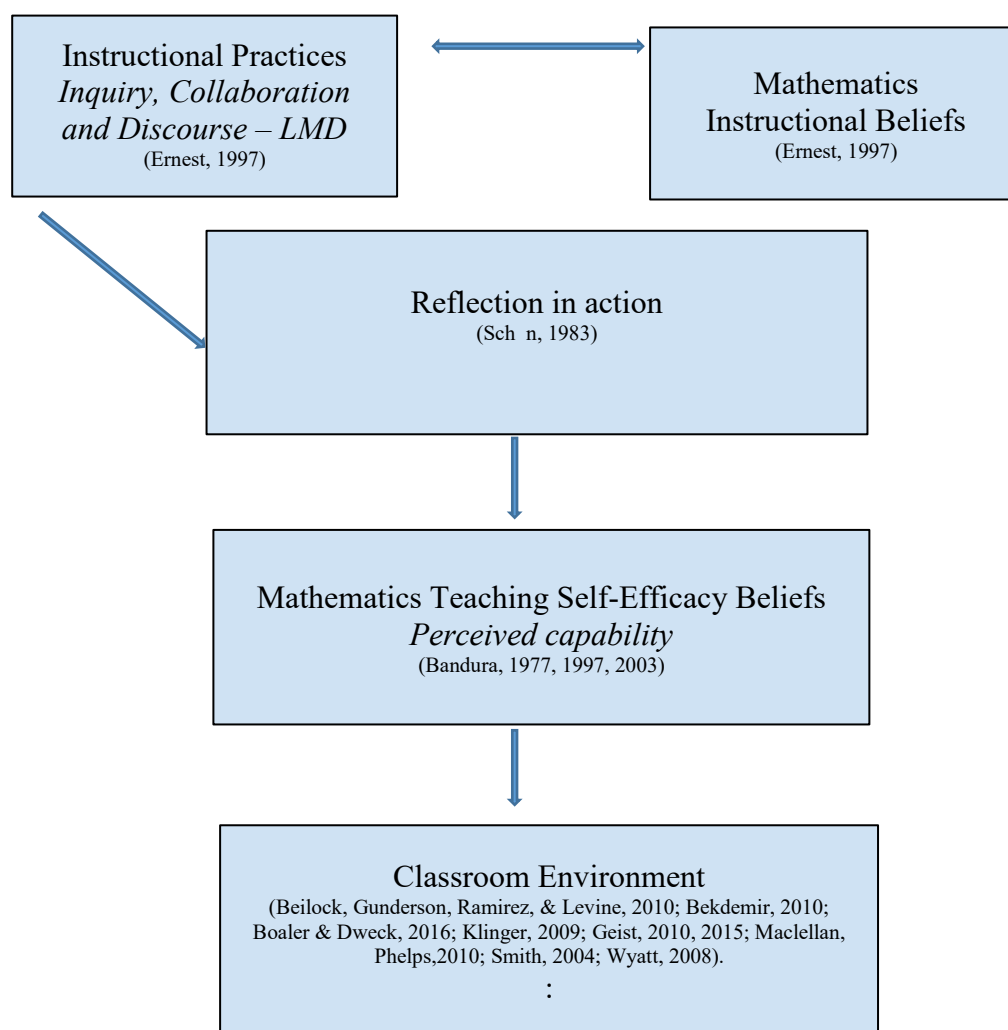 Instructional Practices
Inquiry, Collaboration
and Discourse – LMD
(Ernest, 1997)
Mathematics
Instructional Beliefs
(Ernest, 1997)
Reflection in action
(Sch n, 1983)
Mathematics Teaching Self-Efficacy Beliefs
Perceived capability
(Bandura, 1977, 1997, 2003)
Classroom Environment
(Beilock, Gunderson, Ramirez, & Levine, 2010; Bekdemir, 2010;
Boaler & Dweck, 2016; Klinger, 2009; Geist, 2010, 2015; Maclellan,
Phelps,2010; Smith, 2004; Wyatt, 2008).
: